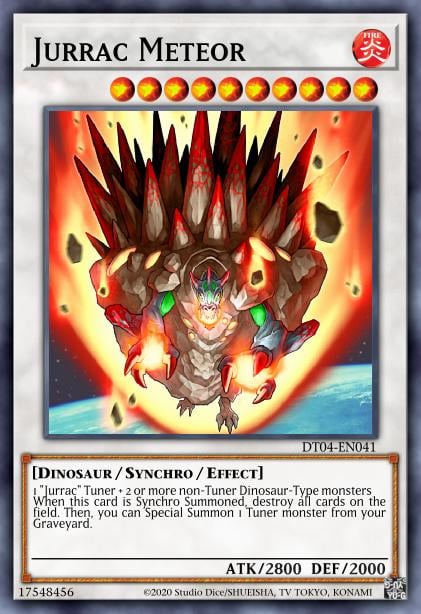 Jurrac Meteor
FIRE
炎
DT04-EN041
[Dinosaur / Synchro / Effect]
1 "Jurrac" Tuner + 2 or more non-Tuner Dinosaur-Type monsters
When this card is Synchro Summoned, destroy all cards on the
field. Then, you can Special Summon 1 Tuner monster from your
Graveyard.
ATK/2800 DEF/2000
17548456
©2020 Studio Dice/SHUEISHA, TV TOKYO, KONAMI